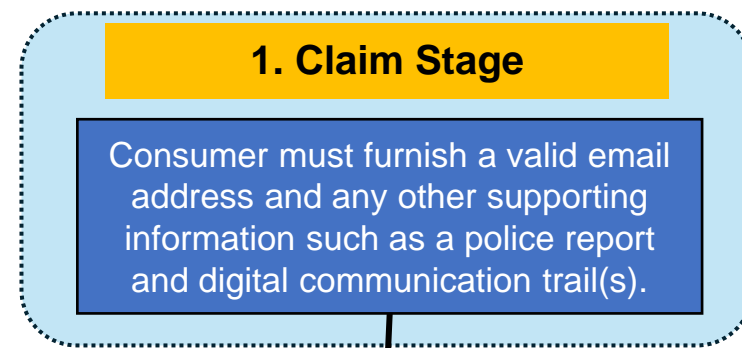 1. Claim Stage
Consumer must furnish a valid email
address and any other supporting
information such as a police report
and digital communication trail(s).